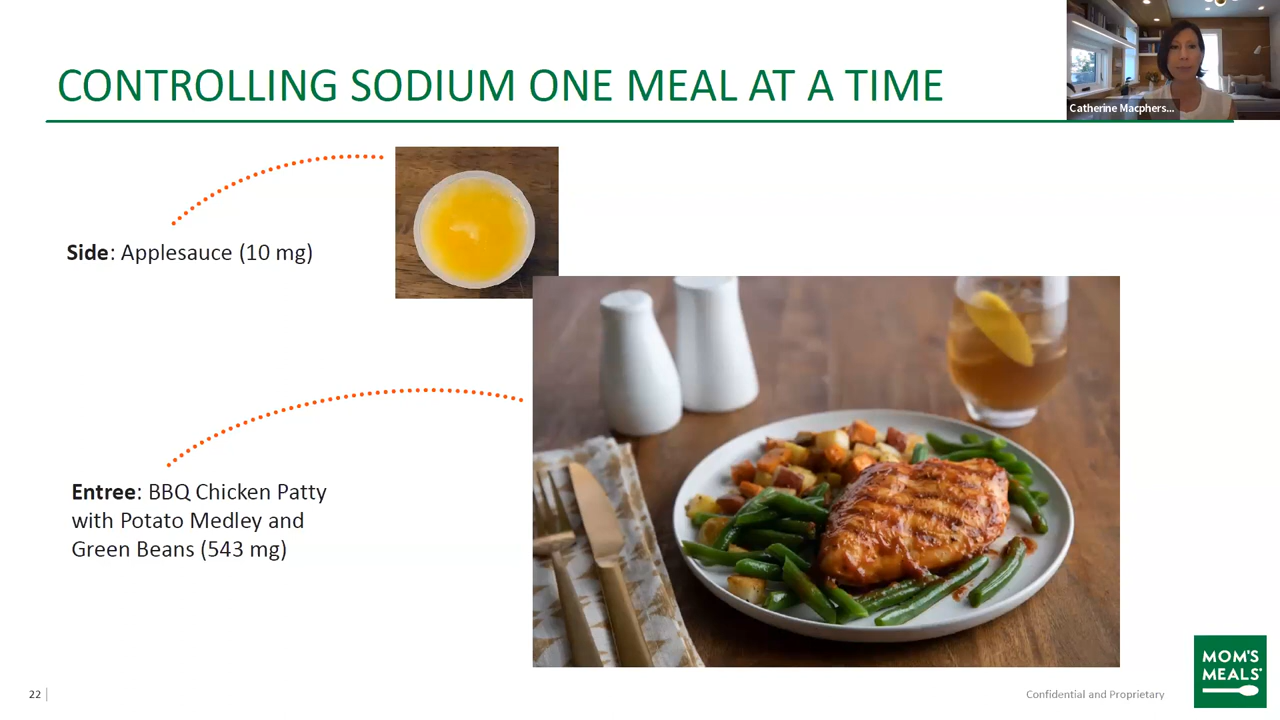 CONTROLLING SODIUM ONE MEAL AT A TIME
Catherine Macphers...
Side: Applesauce (10 mg)
Entree: BBQ Chicken Patty
with Potato Medley and
Green Beans (543 mg)
22
Confidential and Proprietary
MOM'S
MEALS®